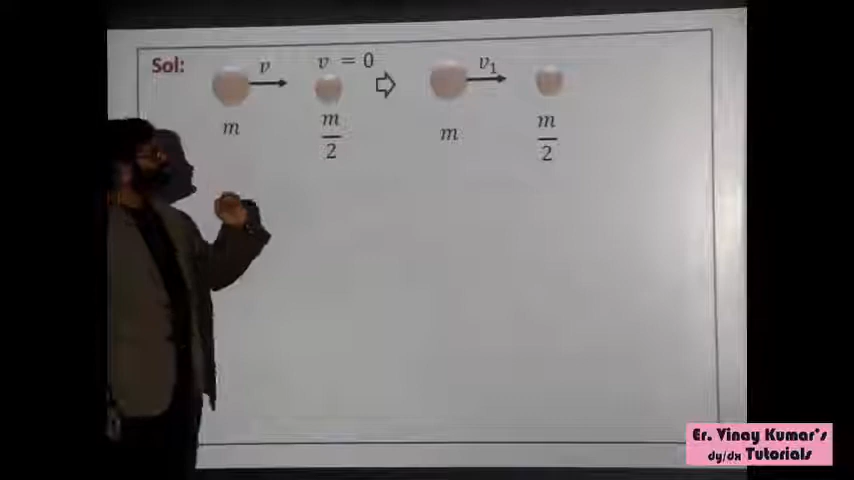 Sol: v v = 0 ⇨ v₁
m m/2 m m/2
Er. Vinay Kumar's
dy/dx Tutorials